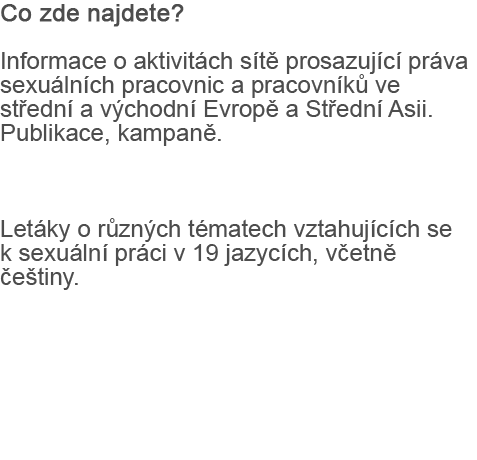 Co zde najdete?
Informace o aktivitách sítě prosazující práva
sexuálních pracovnic a pracovníků ve
střední a východní Evropě a Střední Asii.
Publikace, kampaně.
Letáky o různých tématech vztahujících se
k sexuální práci v 19 jazycích, včetně
češtiny.